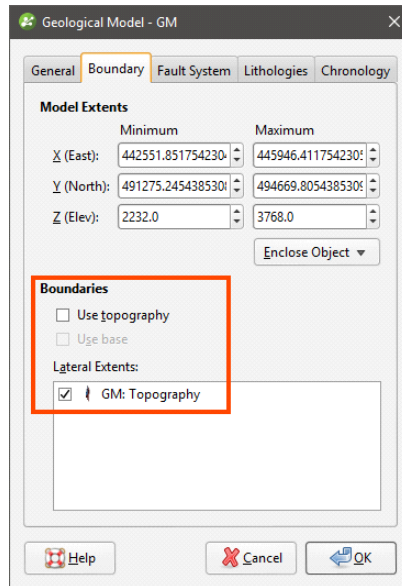 Geological Model - GM
General Boundary Fault System Lithologies Chronology
Model Extents
Minimum Maximum
X (East): 442551.851754230 445946.411754230
Y (North): 491275.24543853 494669.80543853
Z (Elev): 2232.0 3768.0
Enclose Object
Boundaries
Use topography
Use base
Lateral Extents:
GM: Topography
Help Cancel OK